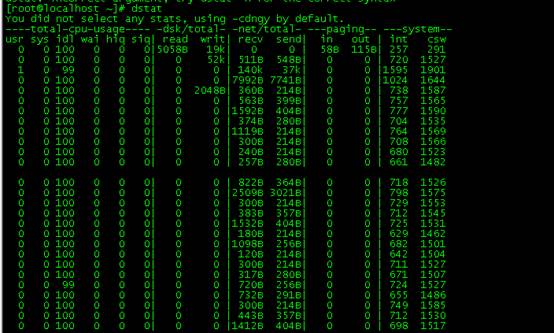 dstat: Incorrect argument, try dstat -h for the correct syntax
[root@localhost ~]# dstat
You did not select any stats, using -cdngy by default.
----total-cpu-usage---- -dsk/total- -net/total- ---paging-- ---system--
usr sys idl wai hiq siq| read writ| recv send| in out | int csw
0 0 100 0 0 0|5058B 19k| 0 0 | 58B 115B| 257 291
0 0 100 0 0 0| 0 52k| 511B 548B| 0 0 | 720 1527
1 0 99 0 0 0| 0 0 | 140k 37k| 0 0 |1595 1901
0 0 100 0 0 0| 0 0 |7992B 7741B| 0 0 |1024 1644
0 0 100 0 0 0| 0 2048B| 360B 214B| 0 0 | 738 1587
0 0 100 0 0 0| 0 0 | 563B 399B| 0 0 | 757 1565
0 0 100 0 0 0| 0 0 |1592B 404B| 0 0 | 777 1590
0 0 100 0 0 0| 0 0 | 374B 280B| 0 0 | 704 1535
0 0 100 0 0 0| 0 0 |1119B 214B| 0 0 | 764 1569
0 0 100 0 0 0| 0 0 | 300B 214B| 0 0 | 708 1566
0 0 100 0 0 0| 0 0 | 240B 214B| 0 0 | 680 1523
0 0 100 0 0 0| 0 0 | 257B 280B| 0 0 | 661 1482
0 0 100 0 0 0| 0 0 | 822B 364B| 0 0 | 718 1526
0 0 100 0 0 0| 0 0 |2509B 3021B| 0 0 | 798 1575
0 0 100 0 0 0| 0 0 | 300B 214B| 0 0 | 729 1553
0 0 100 0 0 0| 0 0 | 383B 357B| 0 0 | 712 1545
0 0 100 0 0 0| 0 0 |1532B 404B| 0 0 | 725 1531
0 0 100 0 0 0| 0 0 | 180B 214B| 0 0 | 629 1462
0 0 100 0 0 0| 0 0 |1098B 256B| 0 0 | 682 1501
0 0 100 0 0 0| 0 0 | 120B 214B| 0 0 | 642 1504
0 0 100 0 0 0| 0 0 | 300B 214B| 0 0 | 711 1527
0 0 100 0 0 0| 0 0 | 317B 280B| 0 0 | 671 1507
0 0 99 0 0 0| 0 0 | 720B 256B| 0 0 | 724 1527
0 0 100 0 0 0| 0 0 | 732B 291B| 0 0 | 655 1486
0 0 100 0 0 0| 0 0 | 300B 214B| 0 0 | 749 1585
0 0 100 0 0 0| 0 0 | 443B 357B| 0 0 | 712 1530
0 0 100 0 0 0| 0 0 |1412B 404B| 0 0 | 698 1517